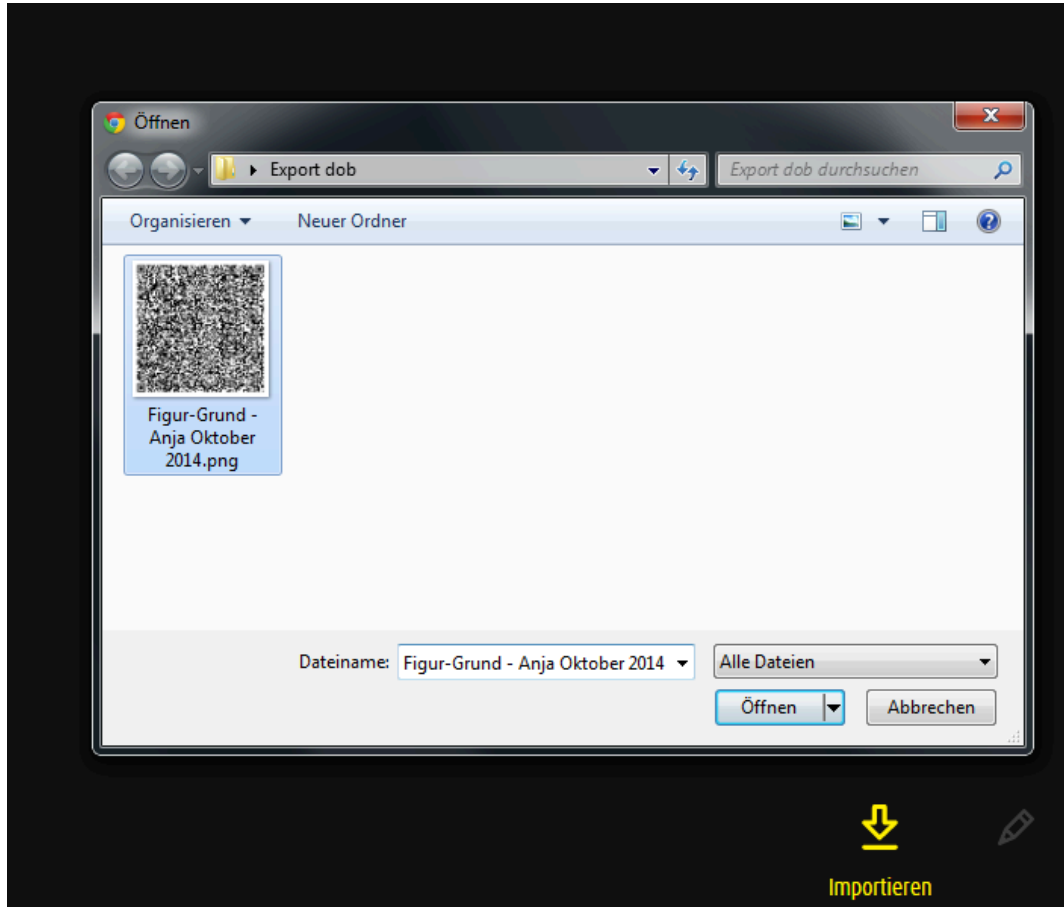 Öffnen
Export dob
Export dob durchsuchen
Organisieren
Neuer Ordner
Figur-Grund -
Anja Oktober
2014.png
Dateiname:
Figur-Grund - Anja Oktober 2014
Alle Dateien
Öffnen
Abbrechen
Importieren